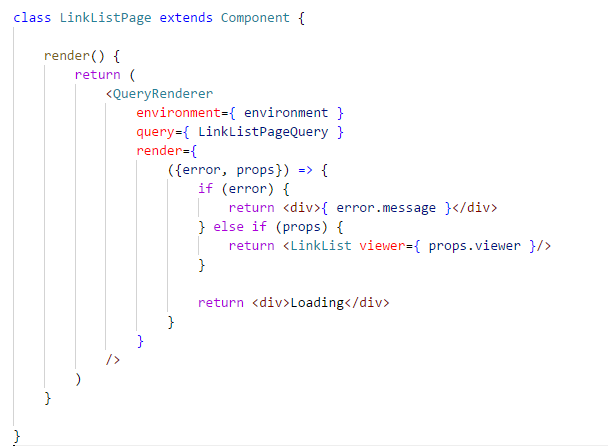 class LinkListPage extends Component {
render() {
return (
<QueryRenderer
environment={ environment }
query={ LinkListPageQuery }
render={
({error, props}) => {
if (error) {
return <div>{ error.message }</div>
} else if (props) {
return <LinkList viewer={ props.viewer }/>
}
return <div>Loading</div>
}
}
/>
)
}
}